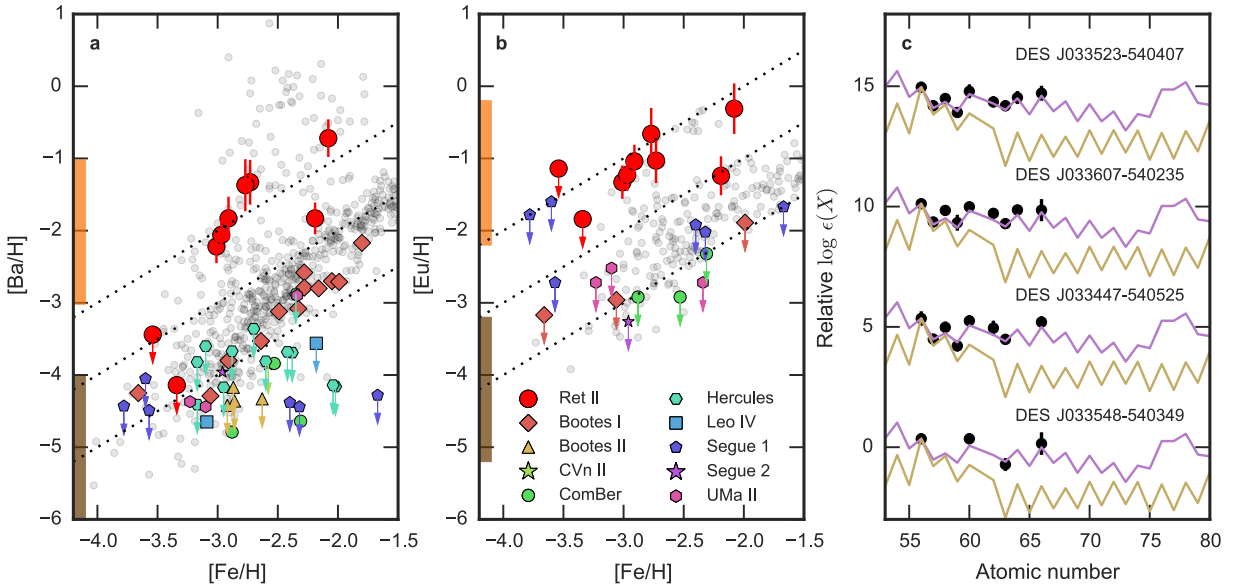 a
1
0
−1
−2
−3
−4
−5
−6
[Ba/H]
−4.0 −3.5 −3.0 −2.5 −2.0 −1.5
[Fe/H]
b
1
0
−1
−2
−3
−4
−5
−6
[Eu/H]
Ret II
Bootes I
Bootes II
CVn II
ComBer
Hercules
Leo IV
Segue 1
Segue 2
UMa II
−4.0 −3.5 −3.0 −2.5 −2.0 −1.5
[Fe/H]
c
DES J033523-540407
DES J033607-540235
DES J033447-540525
DES J033548-540349
15
10
5
0
Relative log ϵ(X)
55 60 65 70 75 80
Atomic number